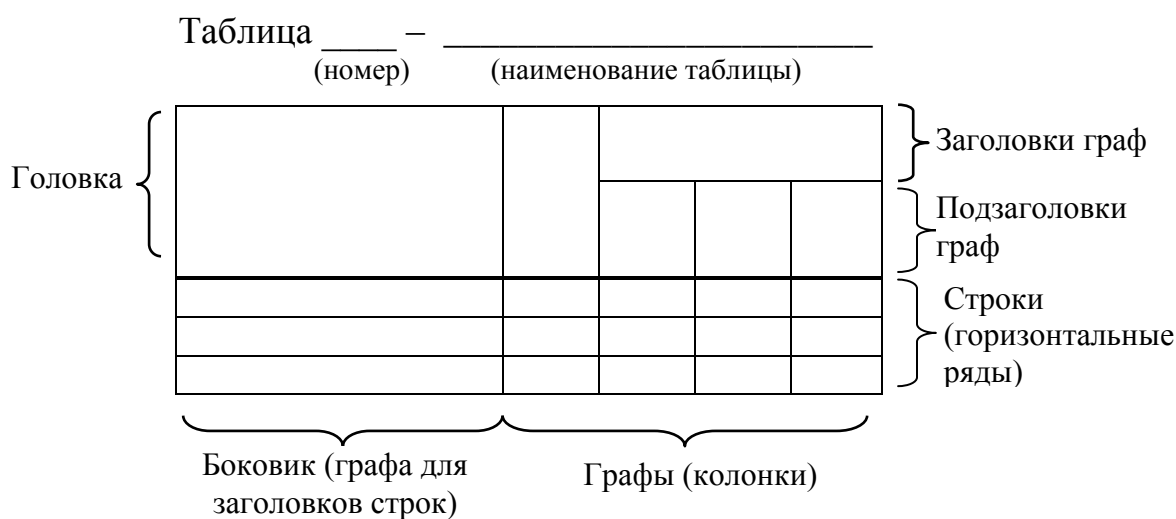 Таблица ____ – _______________________
(номер) (наименование таблицы)
Головка
Заголовки граф
Подзаголовки
граф
Строки
(горизонтальные
ряды)
Боковик (графа для
заголовков строк)
Графы (колонки)